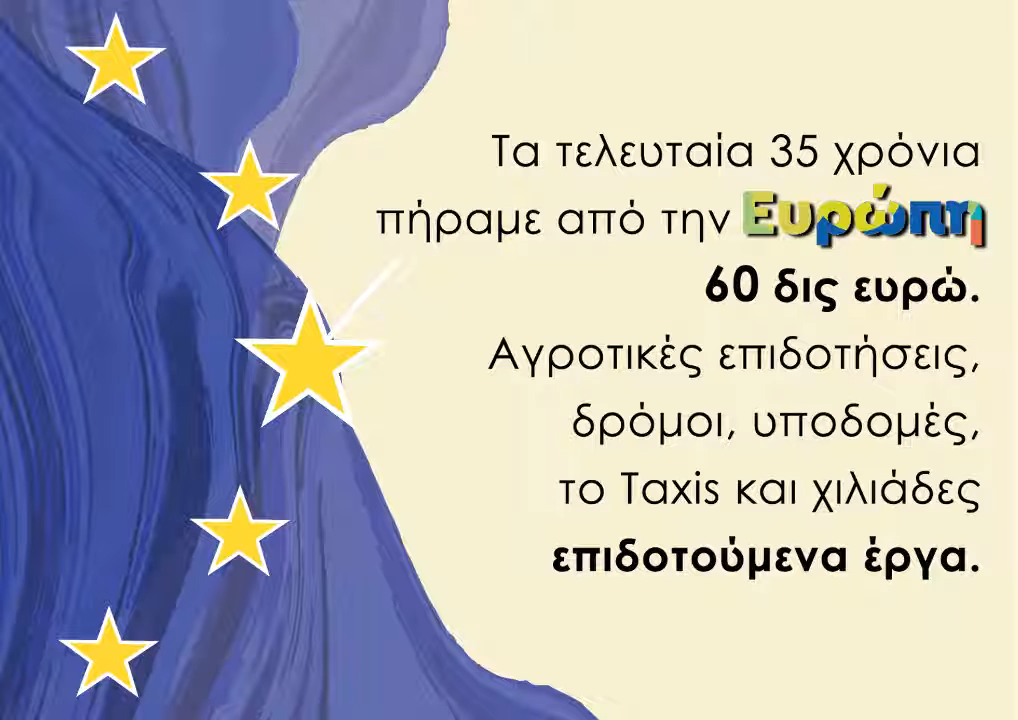 Τα τελευταία 35 χρόνια
πήραμε από την Ευρώπη
60 δις ευρώ.
Αγροτικές επιδοτήσεις,
δρόμοι, υποδομές,
το Taxis και χιλιάδες
επιδοτούμενα έργα.